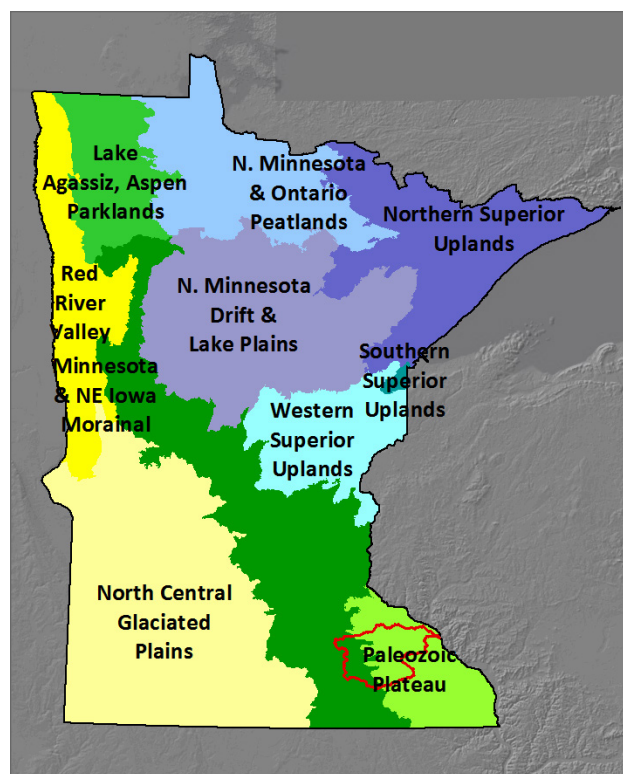 Lake
Agassiz, Aspen
Parklands
N. Minnesota
& Ontario
Peatlands
Northern Superior
Uplands
Red
River
Valley
N. Minnesota
Drift &
Lake Plains
Minnesota
& NE Iowa
Morainal
Southern
Superior
Uplands
Western
Superior
Uplands
North Central
Glaciated
Plains
Paleozoic
Plateau